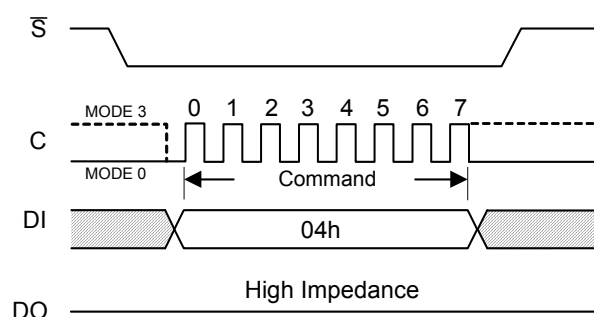 S̅
MODE 3
0 1 2 3 4 5 6 7
C
MODE 0
Command
DI
04h
High Impedance
DO